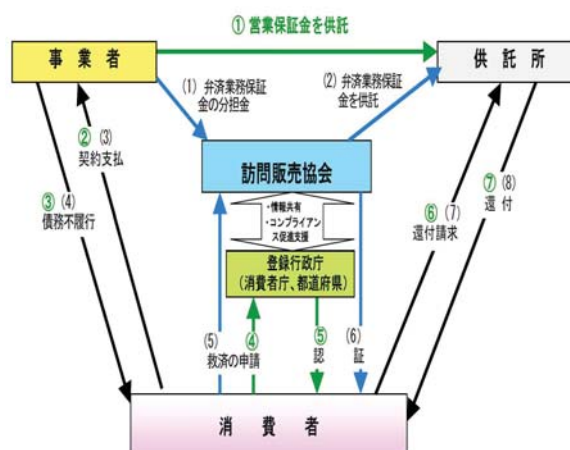 ① 営業保証金を供託
事業者
供託所
(1) 弁済業務保証
金の分担金
(2) 弁済業務保証
金を供託
② (3)
契約支払
訪問販売協会
③ (4)
債務不履行
・情報共有
・コンプライアン
ス促進支援
⑥ (7)
還付請求
⑦ (8)
還付
登録行政庁
(消費者庁、都道府県)
(5)
救済の申請
④
⑤
認
(6)
証
消費者